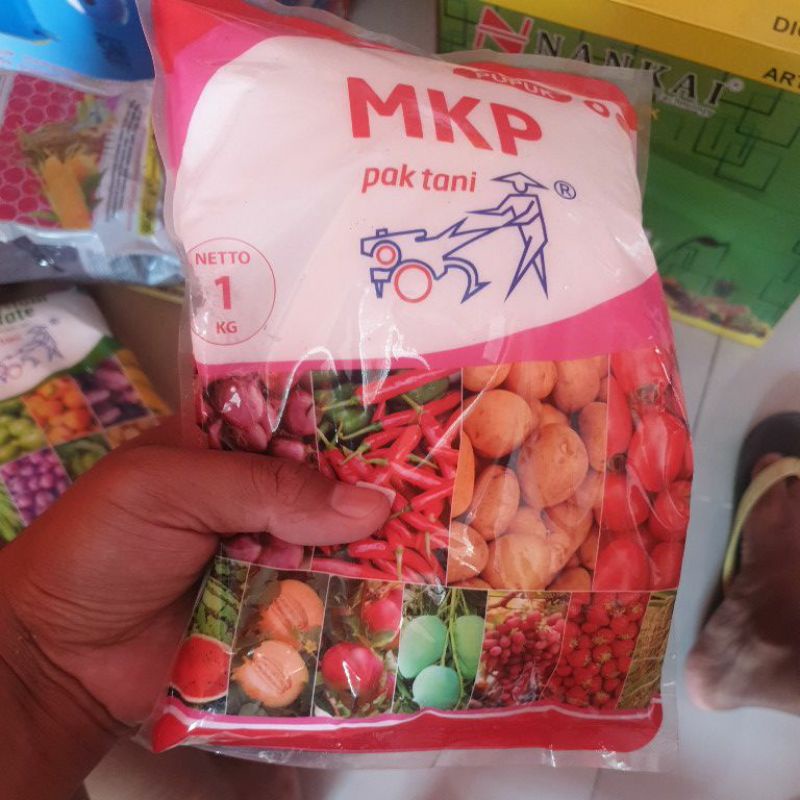 PUPUK
MKP
pak tani
®
NETTO
1
KG
NANKAI
®